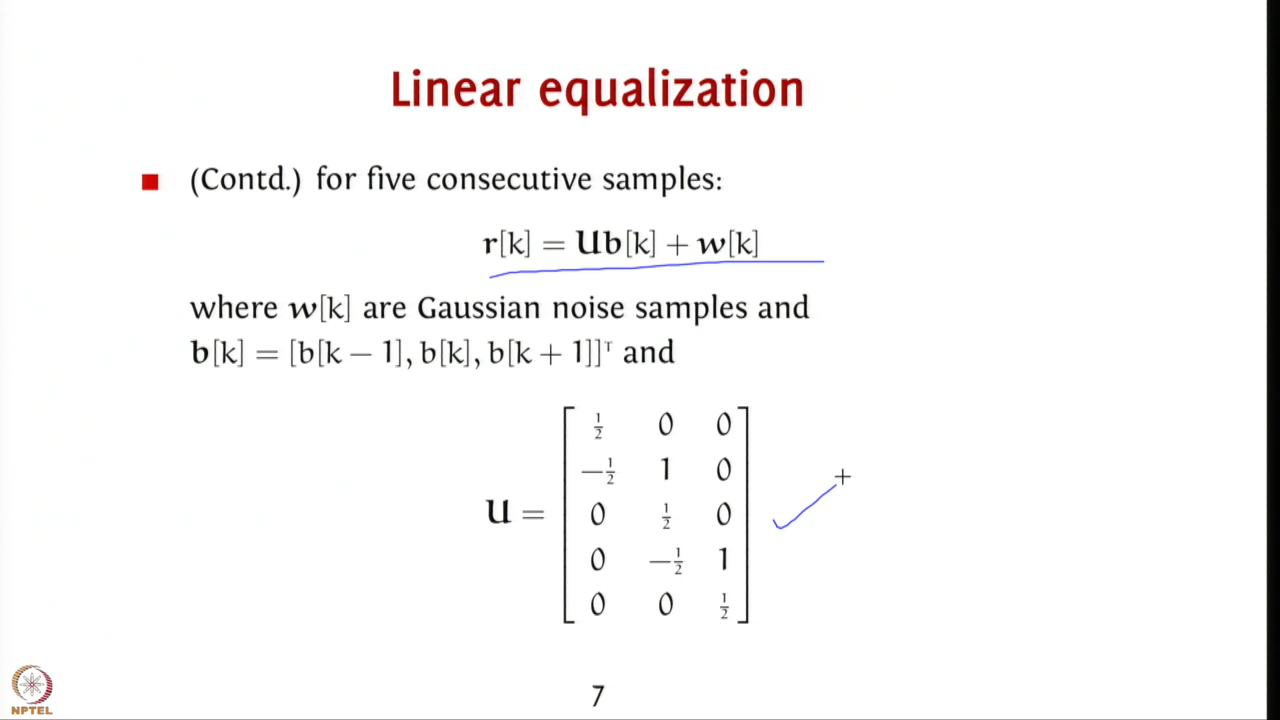 Linear equalization
(Contd.) for five consecutive samples:
r[k] = Ub[k] + w[k]
where w[k] are Gaussian noise samples and
b[k] = [b[k − 1], b[k], b[k + 1]]ᵀ and
½ 0 0
−½ 1 0
U = 0 ½ 0
0 −½ 1
0 0 ½
7
NPTEL